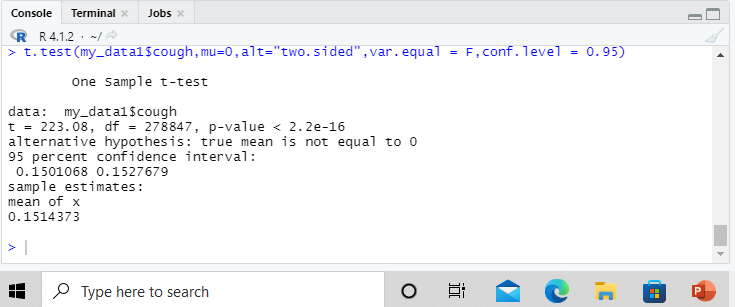 Console Terminal × Jobs ×
R 4.1.2 · ~/
> t.test(my_data1$cough,mu=0,alt="two.sided",var.equal = F,conf.level = 0.95)
One Sample t-test
data:  my_data1$cough
t = 223.08, df = 278847, p-value < 2.2e-16
alternative hypothesis: true mean is not equal to 0
95 percent confidence interval:
0.1501068 0.1527679
sample estimates:
mean of x
0.1514373
>
Type here to search